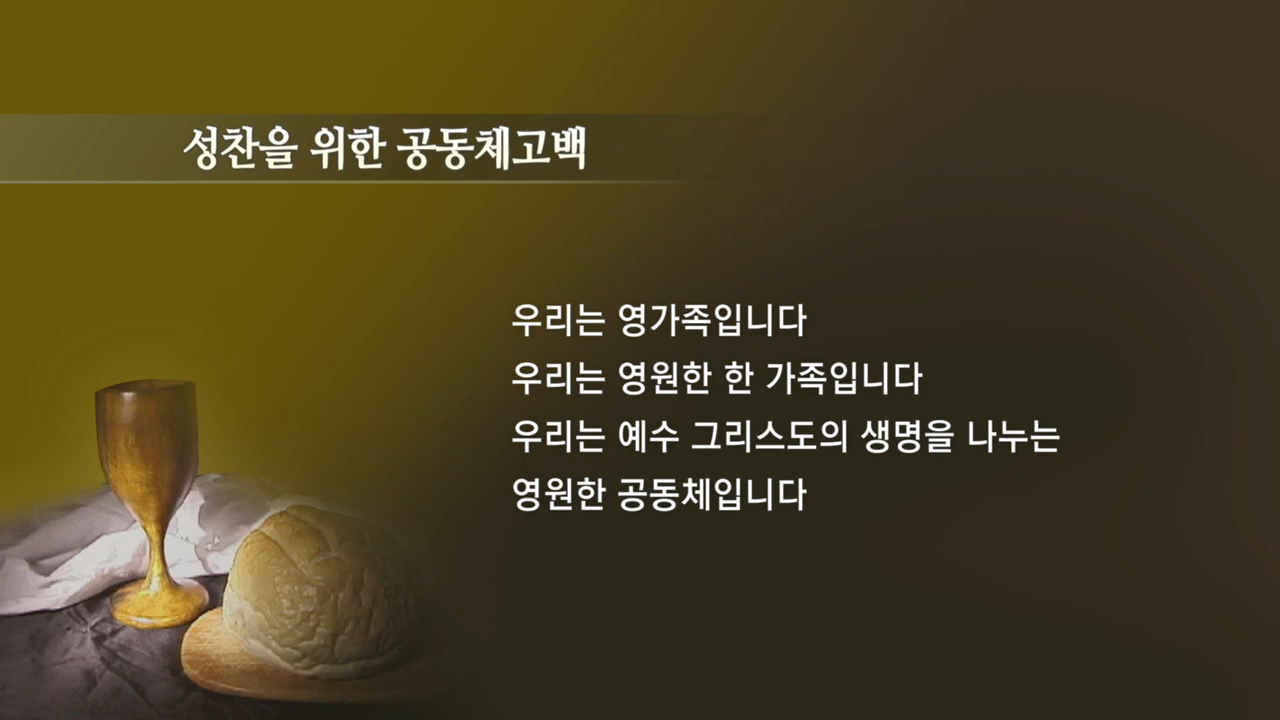 성찬을 위한 공동체고백
우리는 영가족입니다
우리는 영원한 한 가족입니다
우리는 예수 그리스도의 생명을 나누는
영원한 공동체입니다